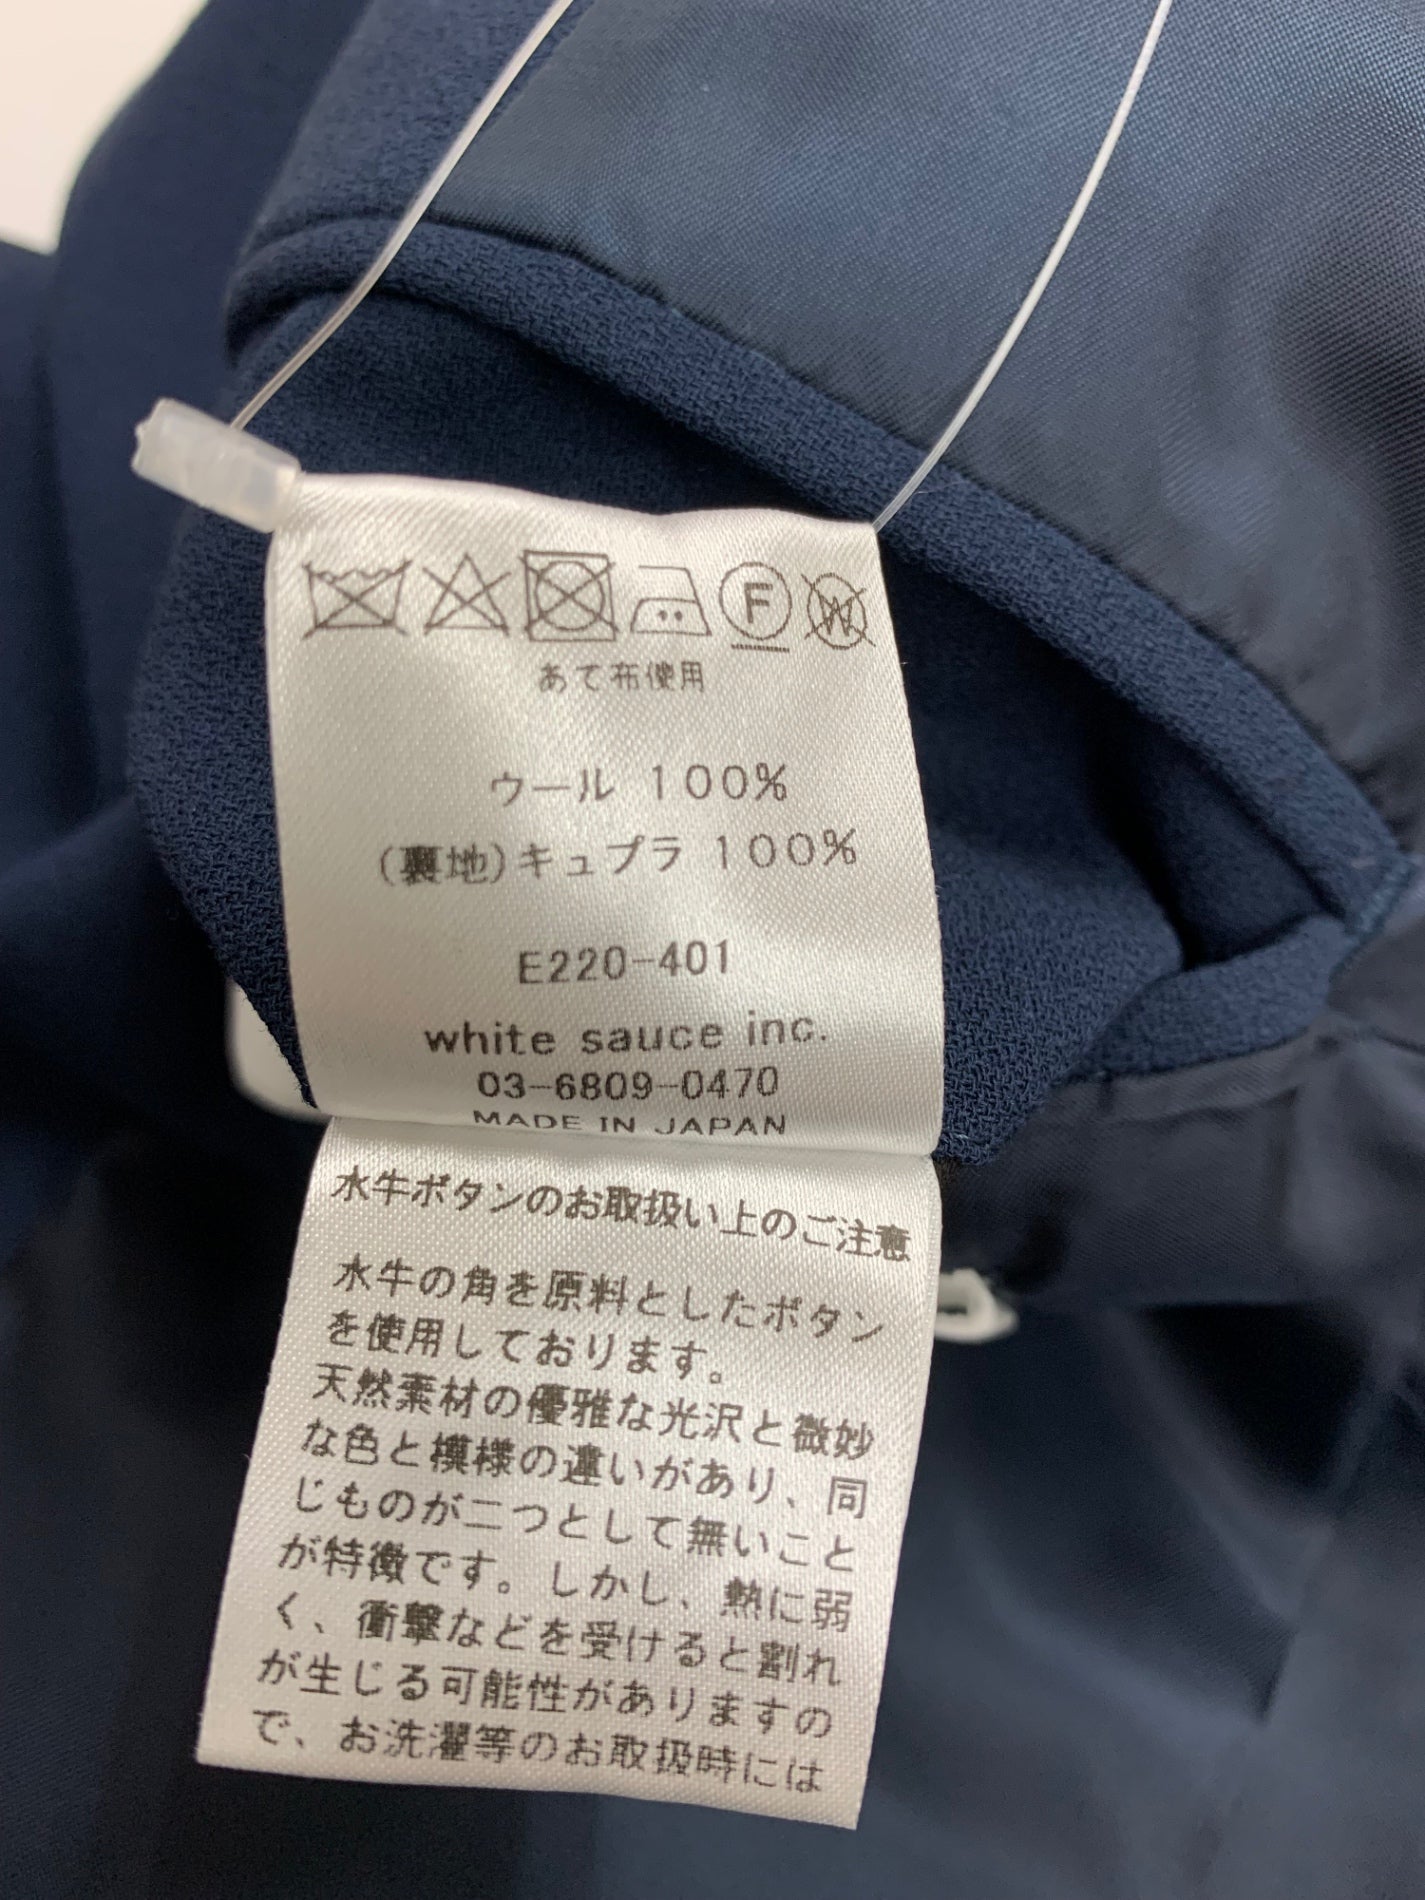 F W
あて布使用
ウール 100%
(裏地)キュプラ 100%
E220-401
white sauce inc.
03-6809-0470
MADE IN JAPAN
水牛ボタンのお取扱い上のご注意
水牛の角を原料としたボタン
を使用しております。
天然素材の優雅な光沢と微妙
な色と模様の違いがあり、同
じものが二つとして無いこと
が特徴です。しかし、熱に弱
く、衝撃などを受けると割れ
が生じる可能性がありますの
で、お洗濯等のお取扱時には